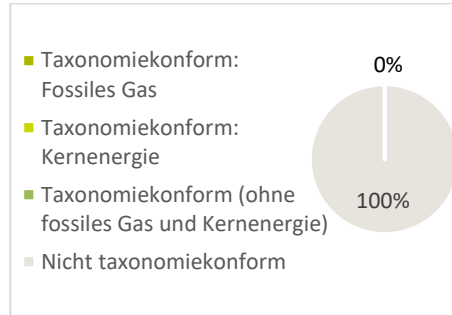 Taxonomiekonform:
Fossiles Gas
Taxonomiekonform:
Kernenergie
Taxonomiekonform (ohne
fossiles Gas und Kernenergie)
Nicht taxonomiekonform
0%
100%